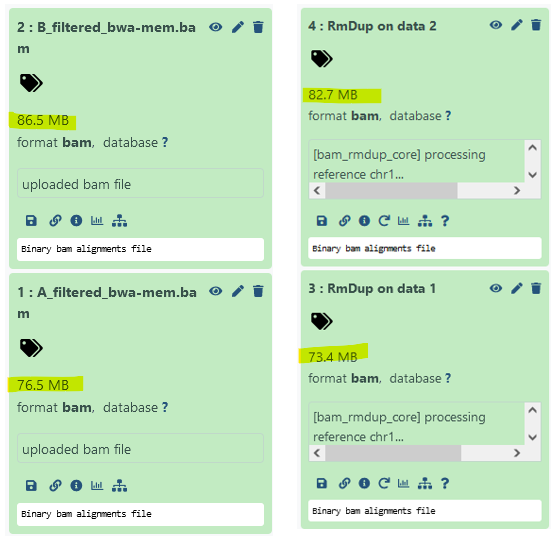 2 : B_filtered_bwa-mem.ba
m
86.5 MB
format bam, database ?
uploaded bam file
Binary bam alignments file
1 : A_filtered_bwa-mem.ba
m
76.5 MB
format bam, database ?
uploaded bam file
Binary bam alignments file
4 : RmDup on data 2
82.7 MB
format bam, database ?
[bam_rmdup_core] processing
reference chr1...
?
Binary bam alignments file
3 : RmDup on data 1
73.4 MB
format bam, database ?
[bam_rmdup_core] processing
reference chr1...
?
Binary bam alignments file